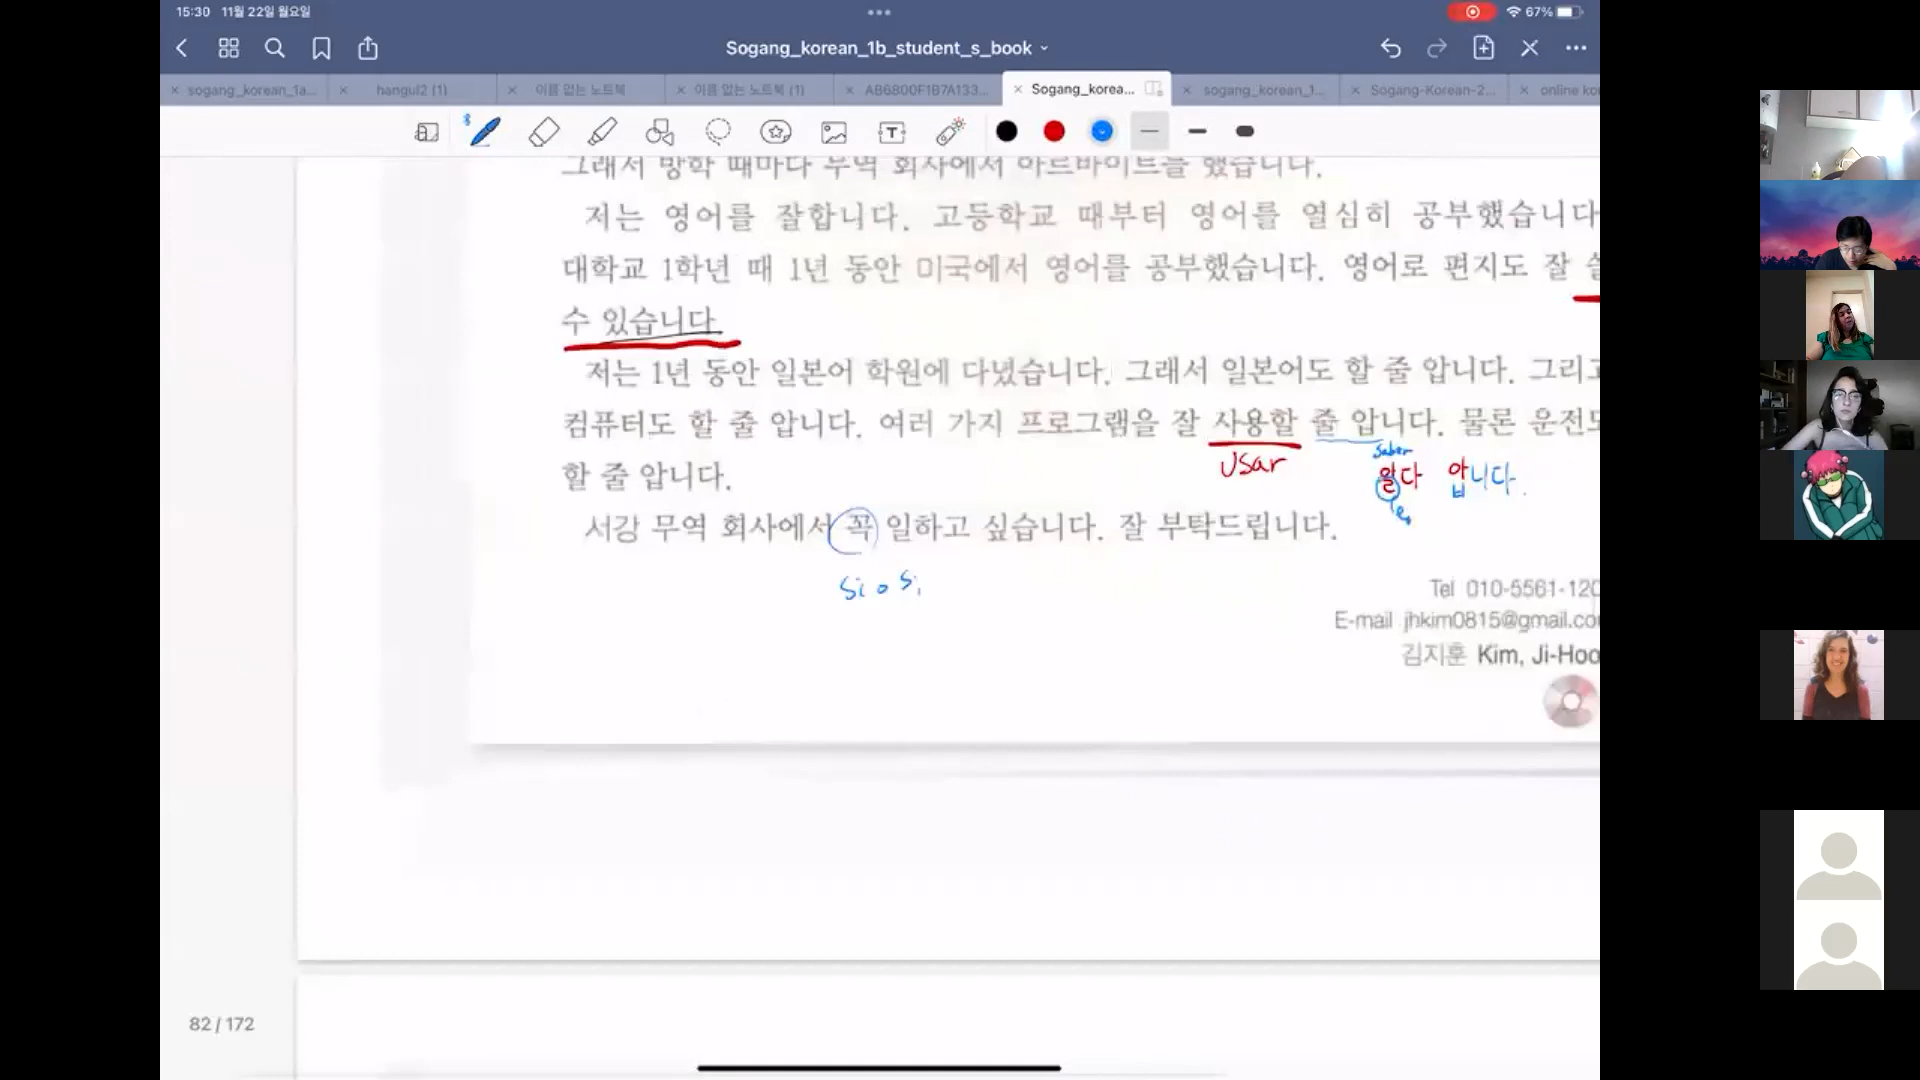 15:30 11월 22일 월요일
67%
Sogang_korean_1b_student_s_book
sogang_korean_1a...
hangul2 (1)
이름 없는 노트북
이름 없는 노트북 (1)
AB6800F1B7A133...
Sogang_korea...
sogang_korean_1...
Sogang-Korean-2...
online ko
그래서 방학 때마다 무역 회사에서 아르바이트를 했습니다.
저는 영어를 잘합니다. 고등학교 때부터 영어를 열심히 공부했습니다
대학교 1학년 때 1년 동안 미국에서 영어를 공부했습니다. 영어로 편지도 잘
수 있습니다
저는 1년 동안 일본어 학원에 다녔습니다. 그래서 일본어도 할 줄 압니다. 그리고
컴퓨터도 할 줄 압니다. 여러 가지 프로그램을 잘 사용할 줄 압니다. 물론 운전도
saber
Usar
알다 압니다.
할 줄 압니다.
서강 무역 회사에서 꼭 일하고 싶습니다. 잘 부탁드립니다.
Si o Si
Tel 010-5561-120
E-mail jhkim0815@gmail.co
김지훈 Kim, Ji-Hoo
82 / 172